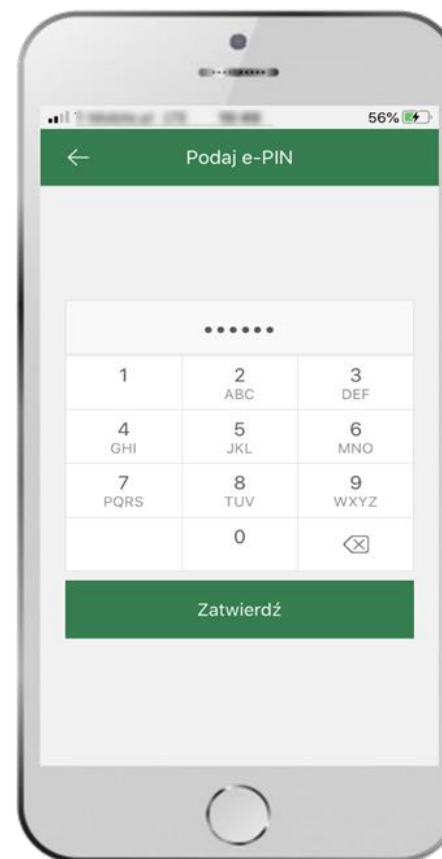 56%
Podaj e-PIN
••••••
1 2 3
ABC DEF
4 5 6
GHI JKL MNO
7 8 9
PQRS TUV WXYZ
0
Zatwierdź